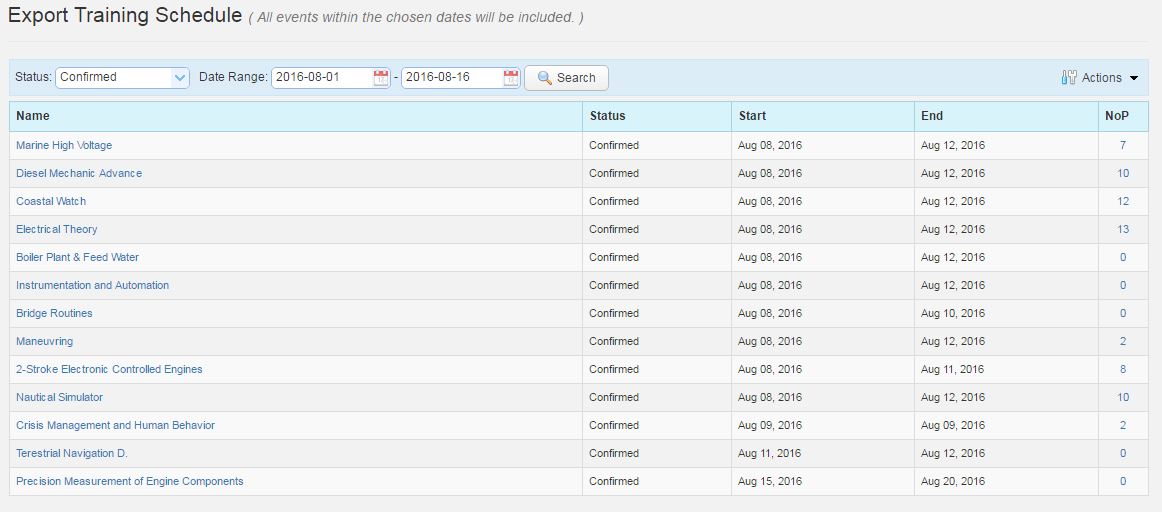 Export Training Schedule ( All events within the chosen dates will be included. )
Status: Confirmed Date Range: 2016-08-01 - 2016-08-16 Search Actions
Name Status Start End NoP
Marine High Voltage Confirmed Aug 08, 2016 Aug 12, 2016 7
Diesel Mechanic Advance Confirmed Aug 08, 2016 Aug 12, 2016 10
Coastal Watch Confirmed Aug 08, 2016 Aug 12, 2016 12
Electrical Theory Confirmed Aug 08, 2016 Aug 12, 2016 13
Boiler Plant & Feed Water Confirmed Aug 08, 2016 Aug 12, 2016 0
Instrumentation and Automation Confirmed Aug 08, 2016 Aug 12, 2016 0
Bridge Routines Confirmed Aug 08, 2016 Aug 10, 2016 0
Maneuvring Confirmed Aug 08, 2016 Aug 12, 2016 2
2-Stroke Electronic Controlled Engines Confirmed Aug 08, 2016 Aug 11, 2016 8
Nautical Simulator Confirmed Aug 08, 2016 Aug 12, 2016 10
Crisis Management and Human Behavior Confirmed Aug 09, 2016 Aug 09, 2016 2
Terestrial Navigation D. Confirmed Aug 11, 2016 Aug 12, 2016 0
Precision Measurement of Engine Components Confirmed Aug 15, 2016 Aug 20, 2016 0